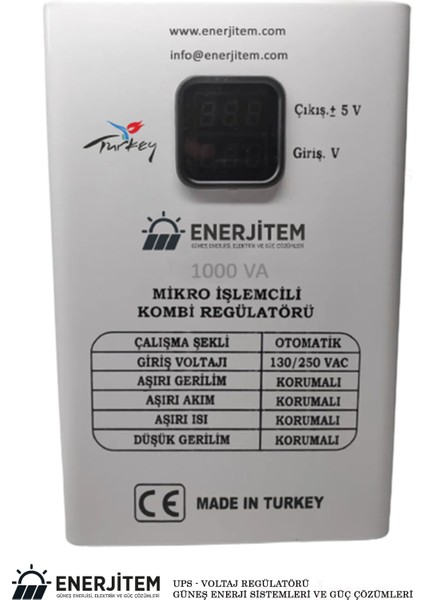 www.enerjitem.com
info@enerjitem.com
Çıkış.± 5 V
Turkey
Giriş. V
ENERJİTEM
GÜNEŞ ENERJİSİ, ELEKTRİK VE GÜÇ ÇÖZÜMLERİ
1000 VA
MİKRO İŞLEMCİLİ
KOMBİ REGÜLATÖRÜ
ÇALIŞMA ŞEKLİ OTOMATİK
GİRİŞ VOLTAJI 130/250 VAC
AŞIRI GERİLİM KORUMALI
AŞIRI AKIM KORUMALI
AŞIRI ISI KORUMALI
DÜŞÜK GERİLİM KORUMALI
CE MADE IN TURKEY
ENERJİTEM
GÜNEŞ ENERJİSİ, ELEKTRİK VE GÜÇ ÇÖZÜMLERİ
UPS - VOLTAJ REGÜLATÖRÜ
GÜNEŞ ENERJİ SİSTEMLERİ VE GÜÇ ÇÖZÜMLERİ